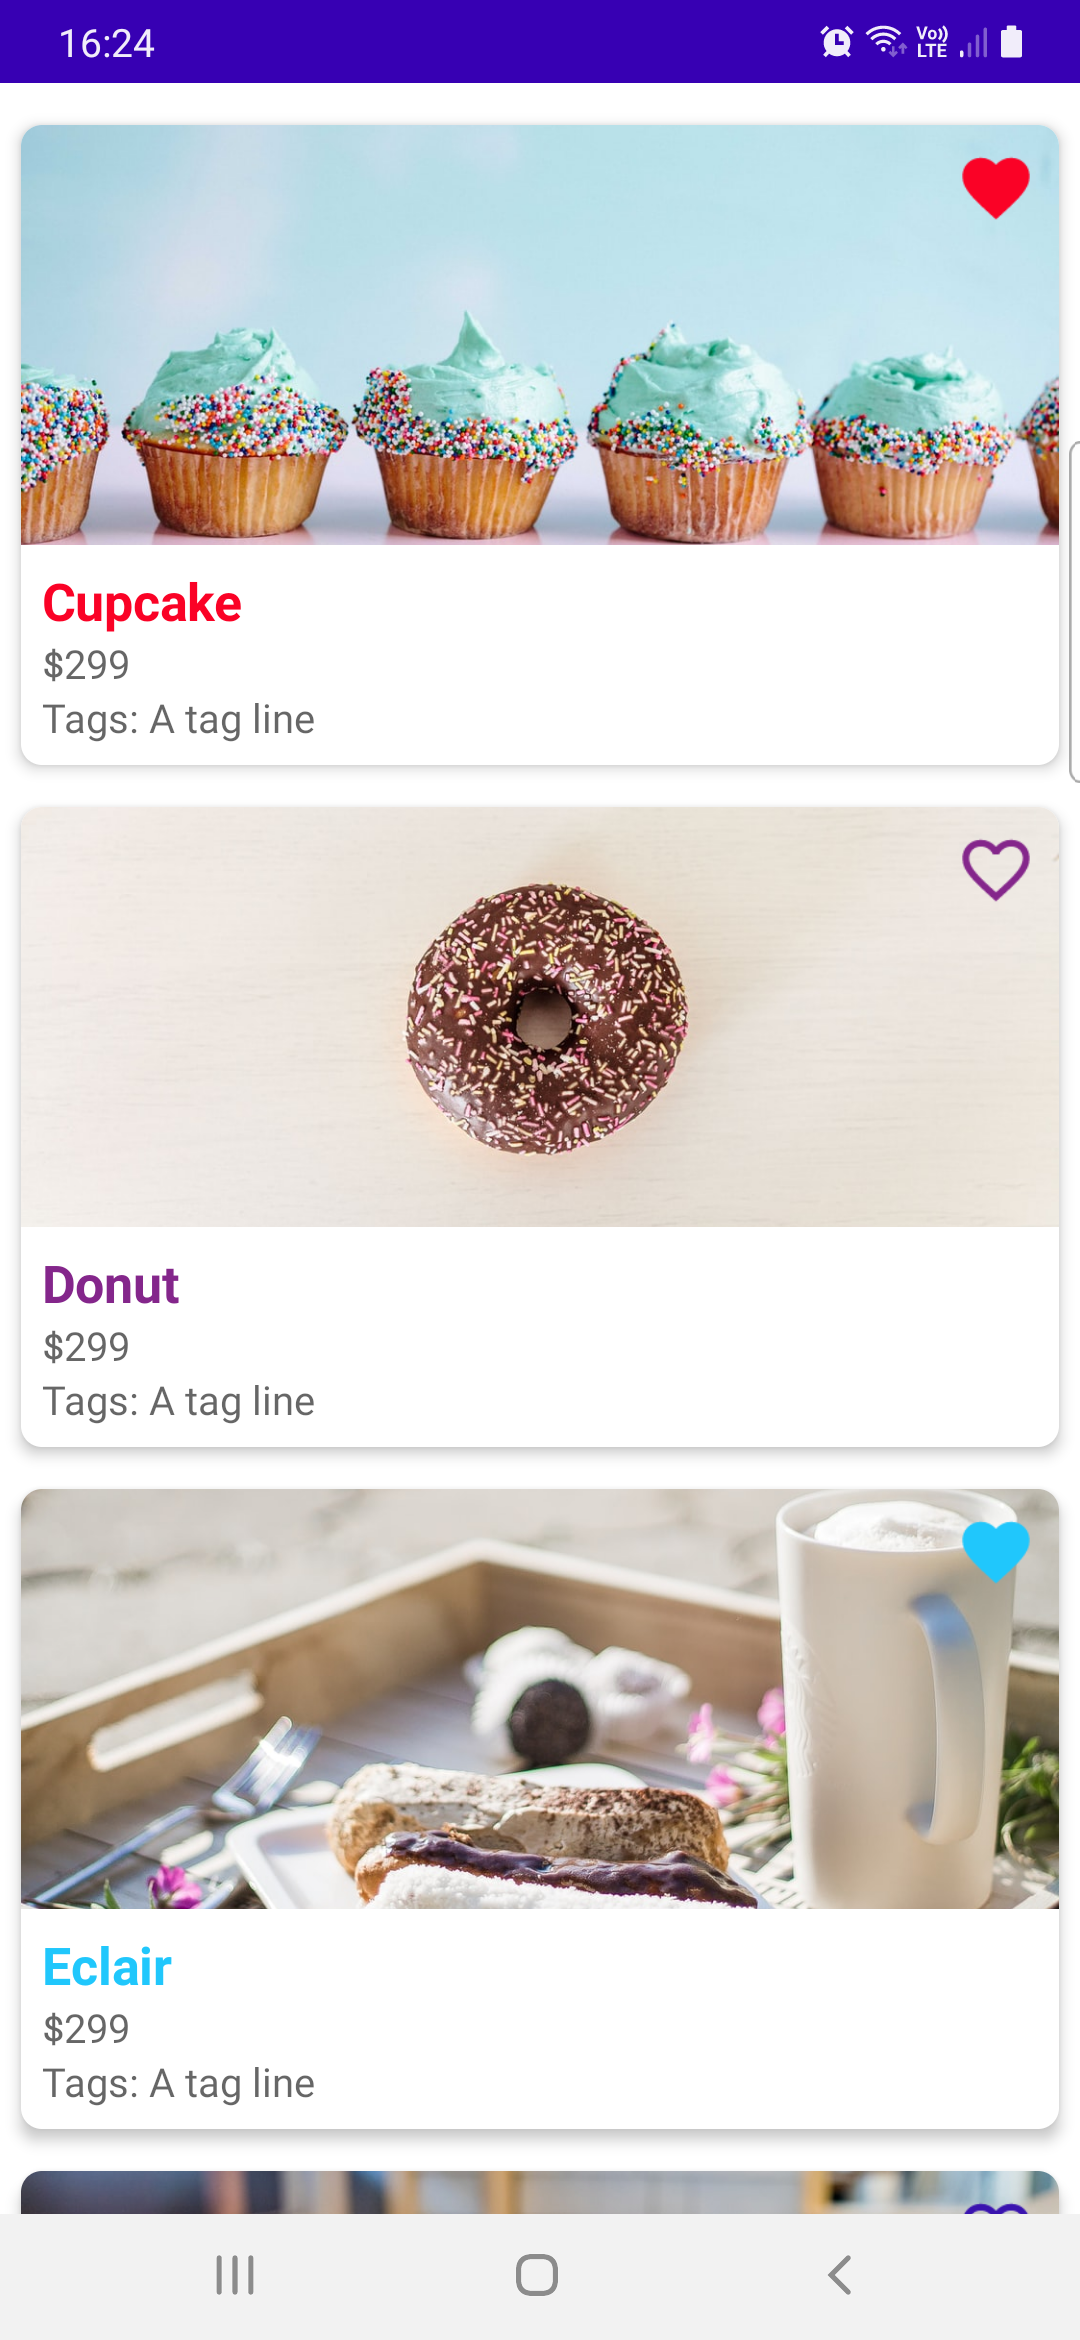 16:24
Vo)) LTE
Cupcake
$299
Tags: A tag line
Donut
$299
Tags: A tag line
Eclair
$299
Tags: A tag line